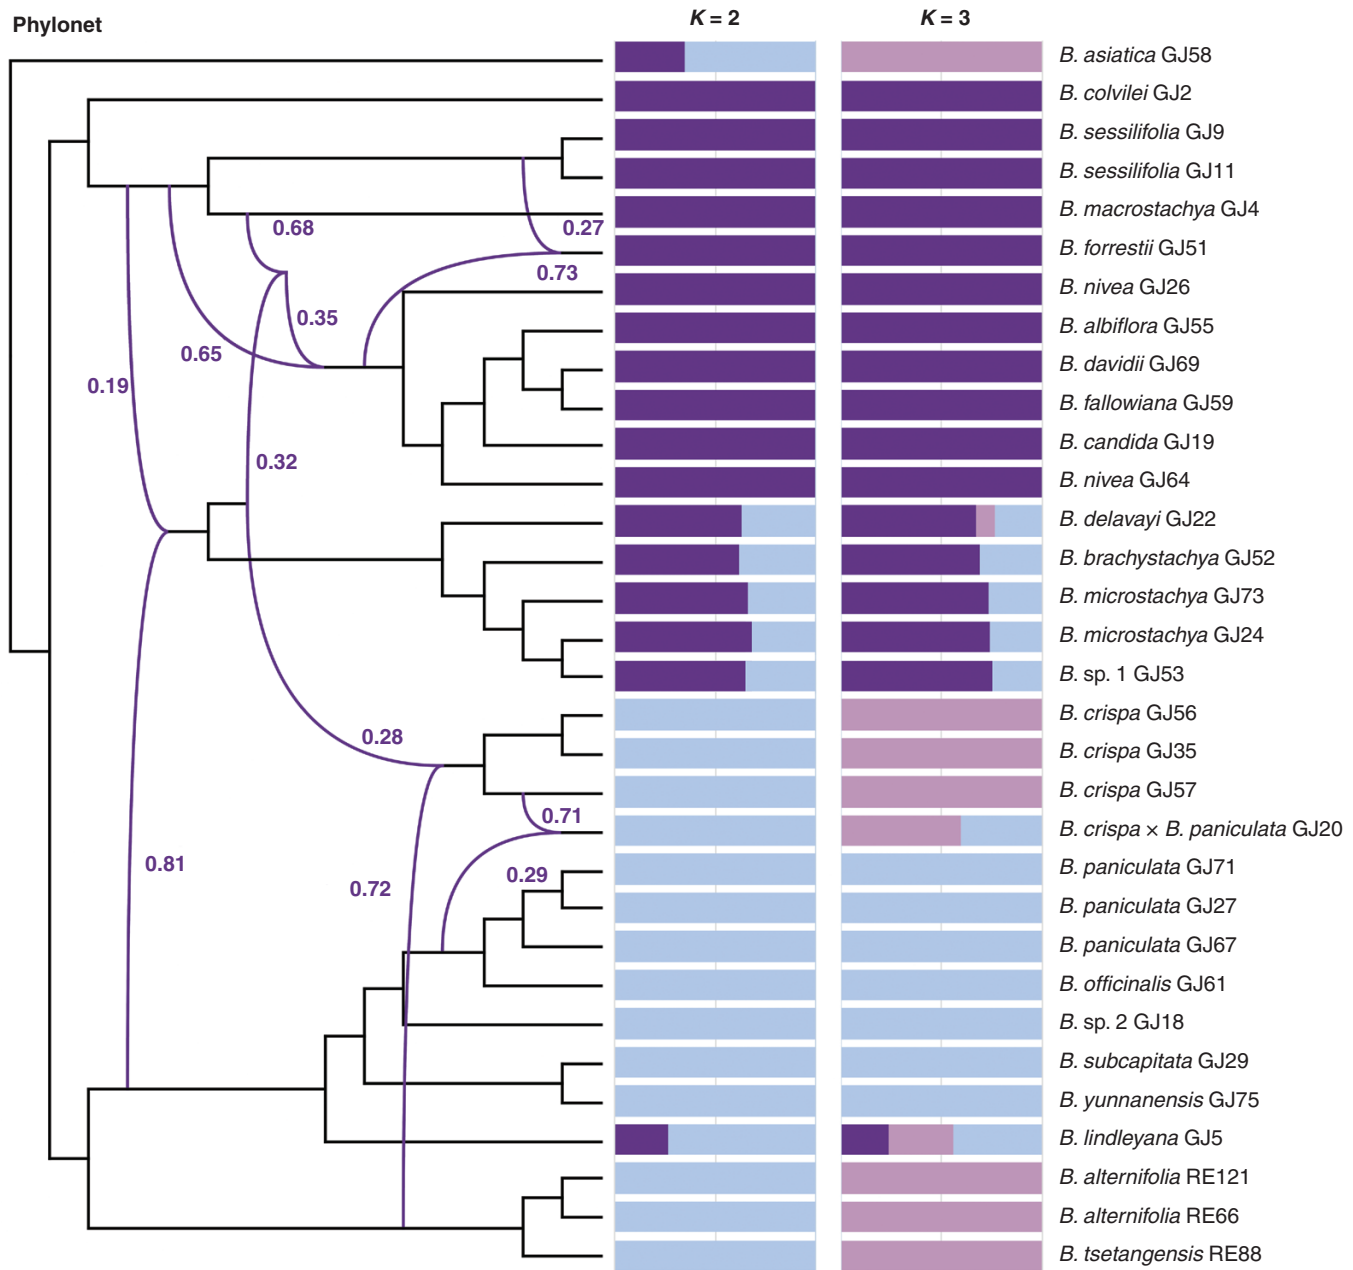 Phylonet
K = 2
K = 3
B. asiatica GJ58
B. colvilei GJ2
B. sessilifolia GJ9
B. sessilifolia GJ11
B. macrostachya GJ4
0.68
0.27
B. forrestii GJ51
0.73
B. nivea GJ26
0.35
B. albiflora GJ55
0.65
B. davidii GJ69
0.19
B. fallowiana GJ59
B. candida GJ19
0.32
B. nivea GJ64
B. delavayi GJ22
B. brachystachya GJ52
B. microstachya GJ73
B. microstachya GJ24
B. sp. 1 GJ53
B. crispa GJ56
0.28
B. crispa GJ35
B. crispa GJ57
0.71
B. crispa × B. paniculata GJ20
0.81
0.72
0.29
B. paniculata GJ71
B. paniculata GJ27
B. paniculata GJ67
B. officinalis GJ61
B. sp. 2 GJ18
B. subcapitata GJ29
B. yunnanensis GJ75
B. lindleyana GJ5
B. alternifolia RE121
B. alternifolia RE66
B. tsetangensis RE88